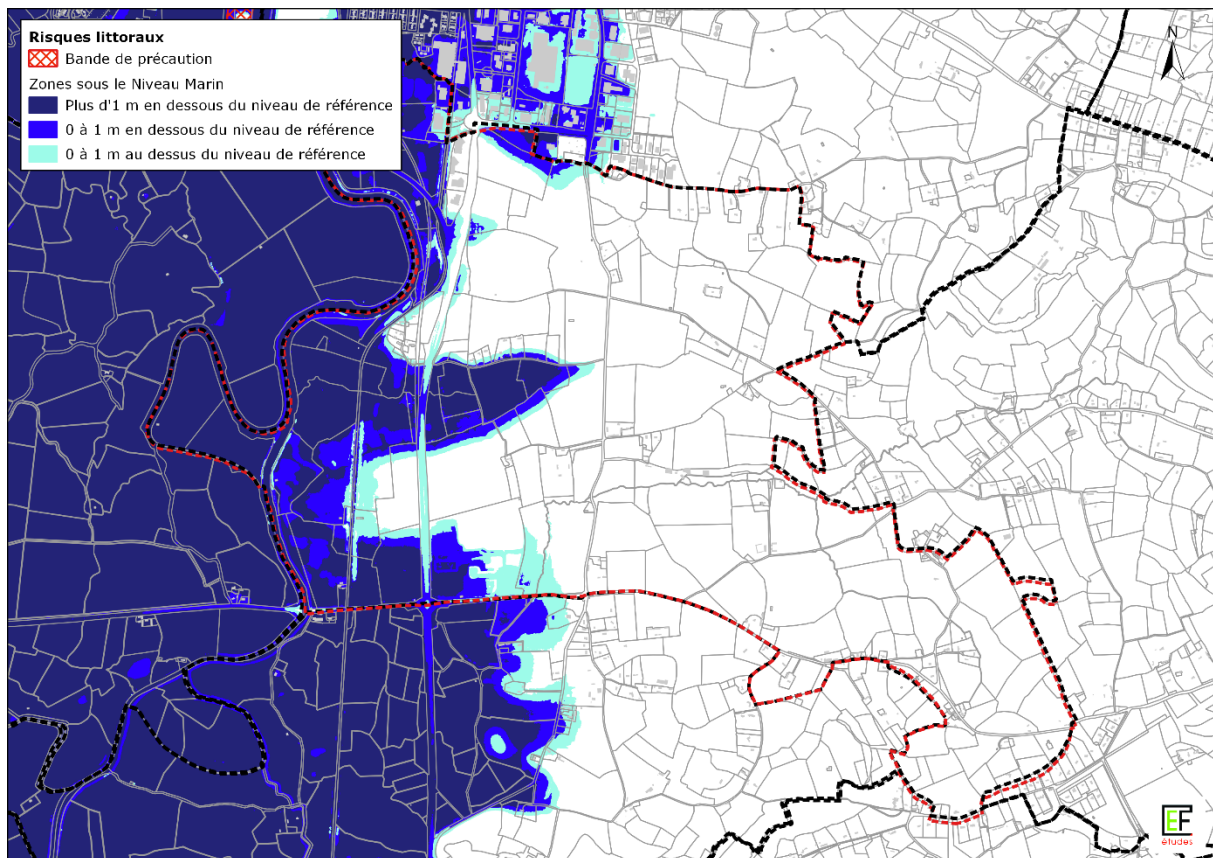 Risques littoraux
Bande de précaution
Zones sous le Niveau Marin
Plus d'1 m en dessous du niveau de référence
0 à 1 m en dessous du niveau de référence
0 à 1 m au dessus du niveau de référence
N
EF
études